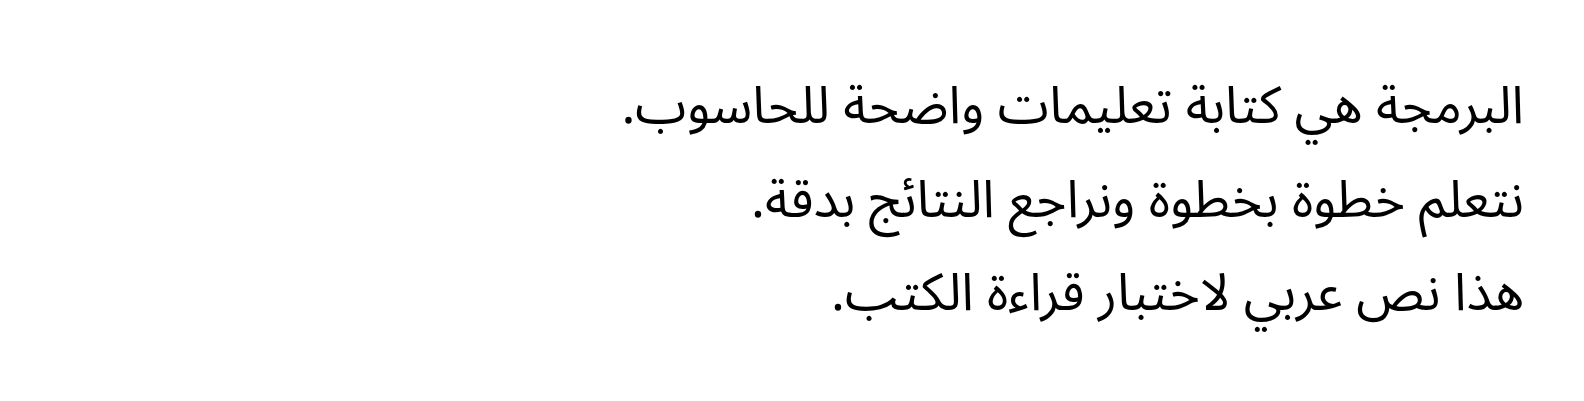 البرمجة هي كتابة تعليمات واضحة للحاسوب.
نتعلم خطوة بخطوة ونراجع النتائج بدقة.
هذا نص عربي لاختبار قراءة الكتب.